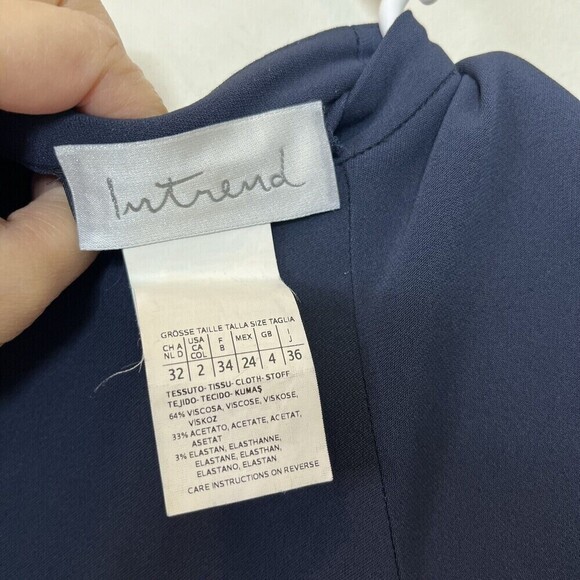 Intrend
GRÖSSE TAILLE TALLA SIZE TAGLIA
CH A NL D USA CA COL F B MEX GB I J
32 2 34 24 4 36
TESSUTO-TISSU-CLOTH-STOFF
TEJIDO-TECIDO-KUMAŞ
64% VISCOSA, VISCOSE, VISKOSE,
VISKOZ
33% ACETATO, ACETATE, ACETAT,
ASETAT
3% ELASTAN, ELASTHANNE,
ELASTANE, ELASTHAN,
ELASTANO, ELASTAN
CARE INSTRUCTIONS ON REVERSE